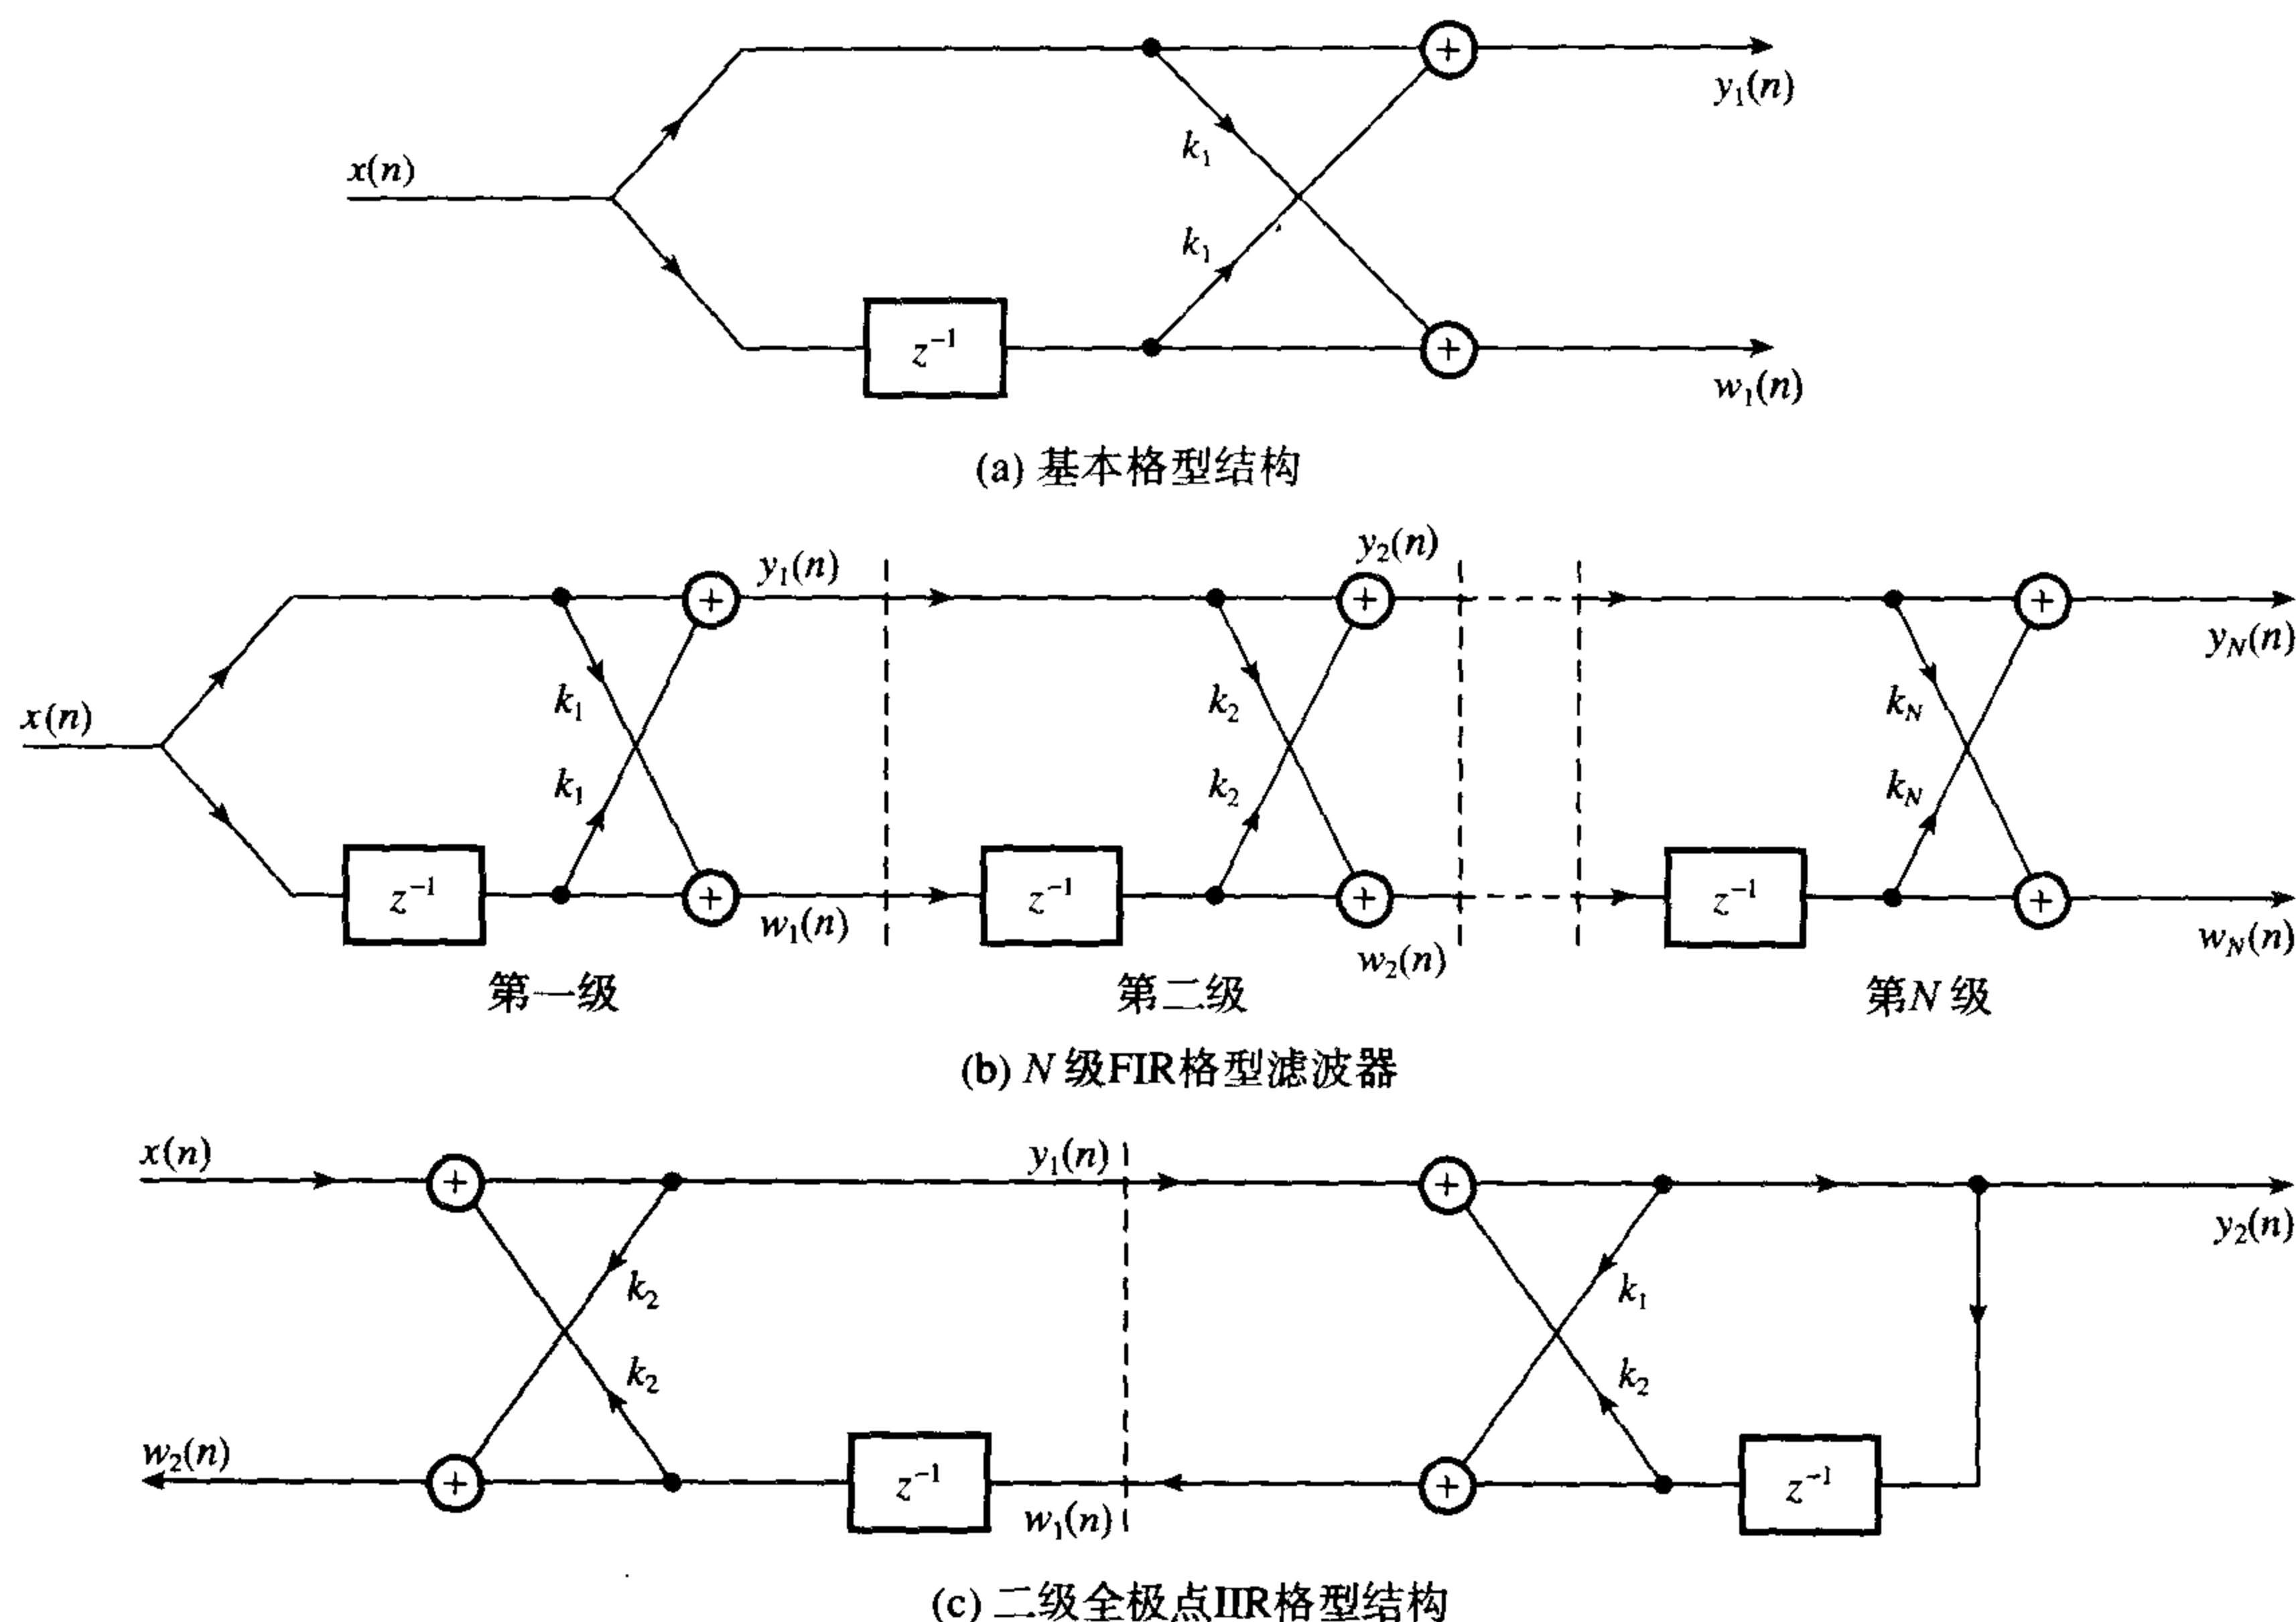 x(n)
k₁
k₁
z⁻¹
+
+
y₁(n)
w₁(n)
(a) 基本格型结构
x(n)
k₁
k₁
z⁻¹
+
+
y₁(n)
w₁(n)
第一级
k₂
k₂
z⁻¹
+
+
y₂(n)
w₂(n)
第二级
k_N
k_N
z⁻¹
+
+
y_N(n)
w_N(n)
第N级
(b) N级FIR格型滤波器
x(n)
+
+
w₂(n)
k₂
k₂
z⁻¹
y₁(n)
w₁(n)
+
+
k₁
k₂
z⁻¹
y₂(n)
(c) 二级全极点IIR格型结构